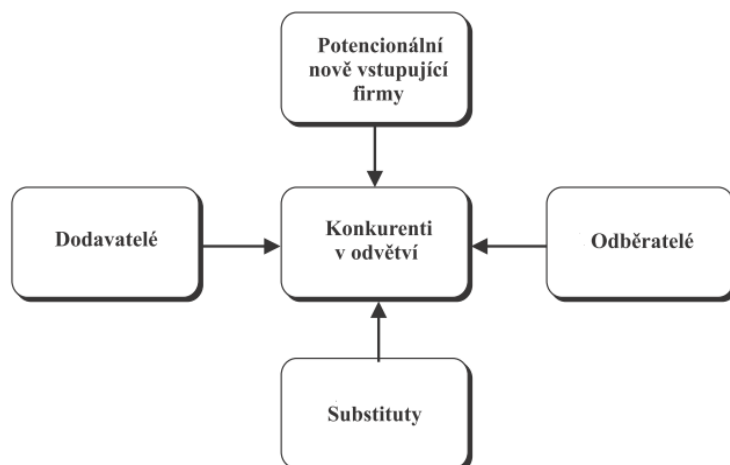 Potencionální
nově vstupující
firmy
Dodavatelé
Konkurenti
v odvětví
Odběratelé
Substituty